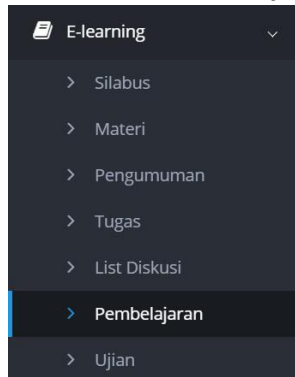 E-learning
Silabus
Materi
Pengumuman
Tugas
List Diskusi
Pembelajaran
Ujian